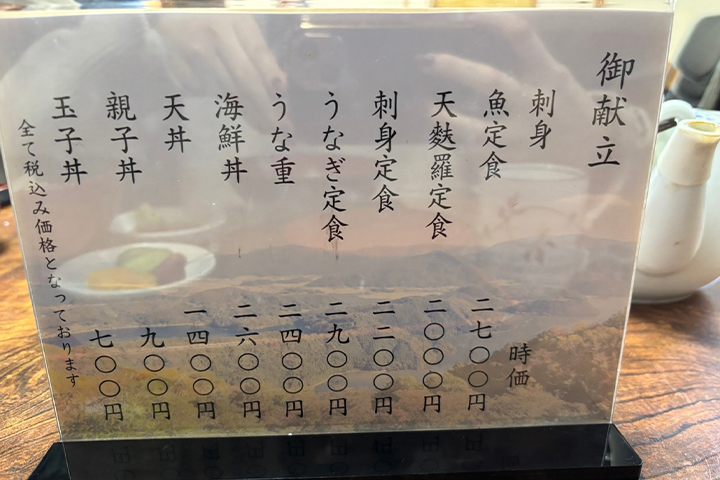 御献立
刺身 時価
魚定食 二七〇〇円
天麩羅定食 二〇〇〇円
刺身定食 二二〇〇円
うなぎ定食 二九〇〇円
うな重 二四〇〇円
海鮮丼 二六〇〇円
天丼 一四〇〇円
親子丼 九〇〇円
玉子丼 七〇〇円
全て税込み価格となっております